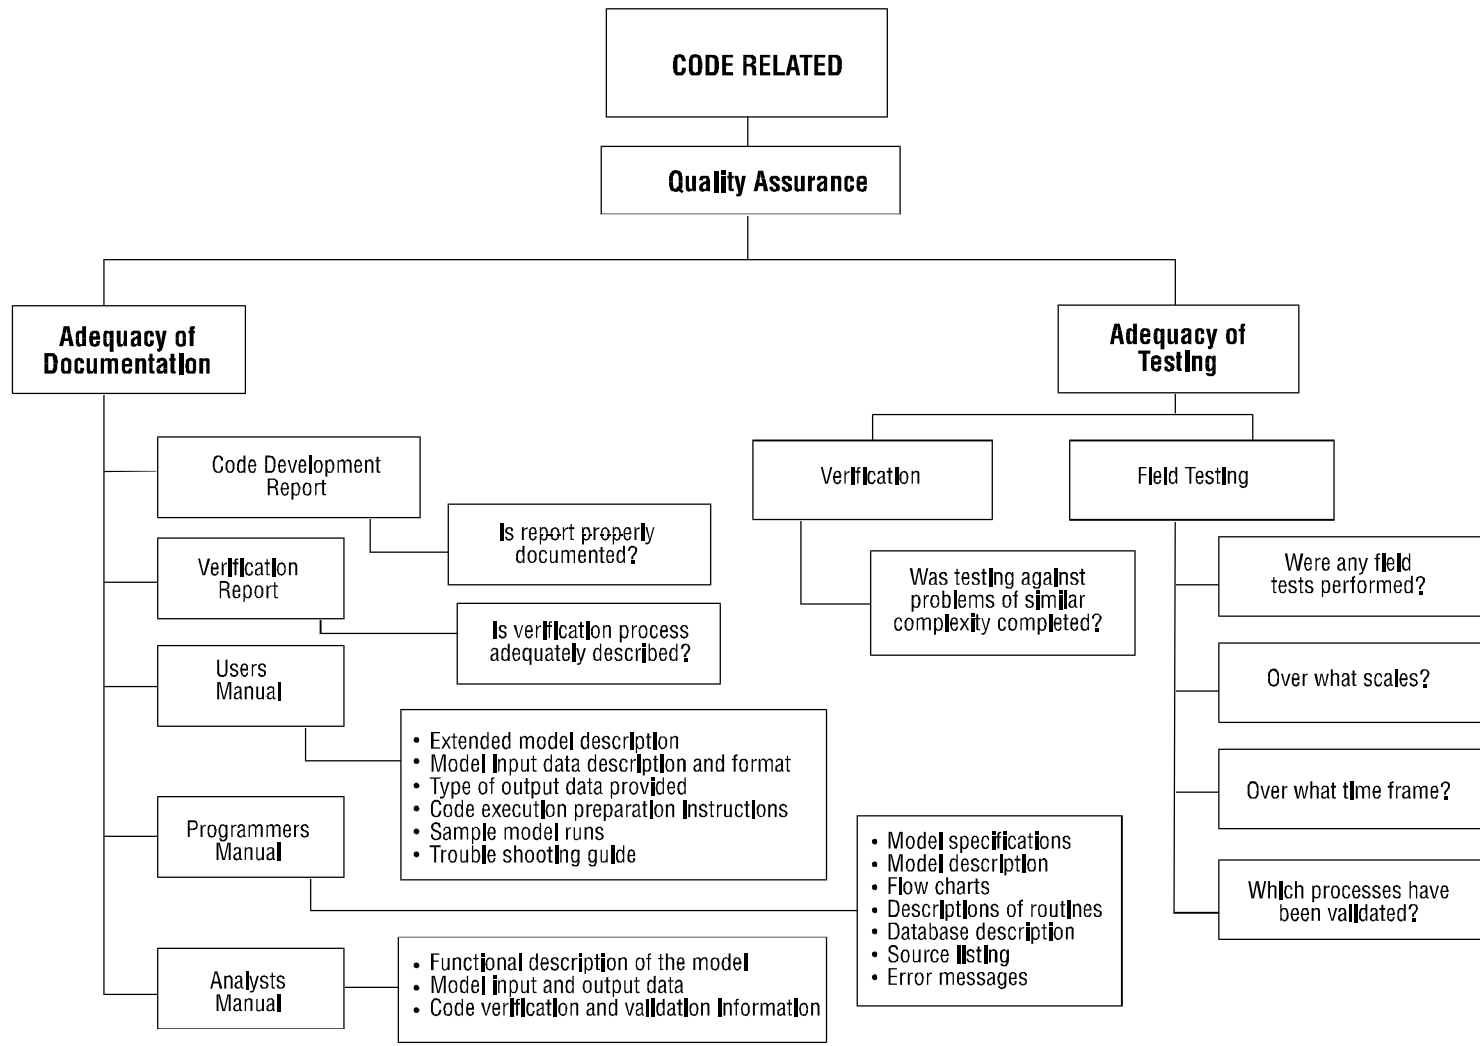 CODE RELATED
Quality Assurance
Adequacy of
Documentation
Adequacy of
Testing
Code Development
Report
Is report properly
documented?
Verification
Report
Is verification process
adequately described?
Users
Manual
• Extended model description
• Model input data description and format
• Type of output data provided
• Code execution preparation instructions
• Sample model runs
• Trouble shooting guide
Programmers
Manual
• Model specifications
• Model description
• Flow charts
• Descriptions of routines
• Database description
• Source listing
• Error messages
Analysts
Manual
• Functional description of the model
• Model input and output data
• Code verification and validation information
Verification
Was testing against
problems of similar
complexity completed?
Field Testing
Were any field
tests performed?
Over what scales?
Over what time frame?
Which processes have
been validated?